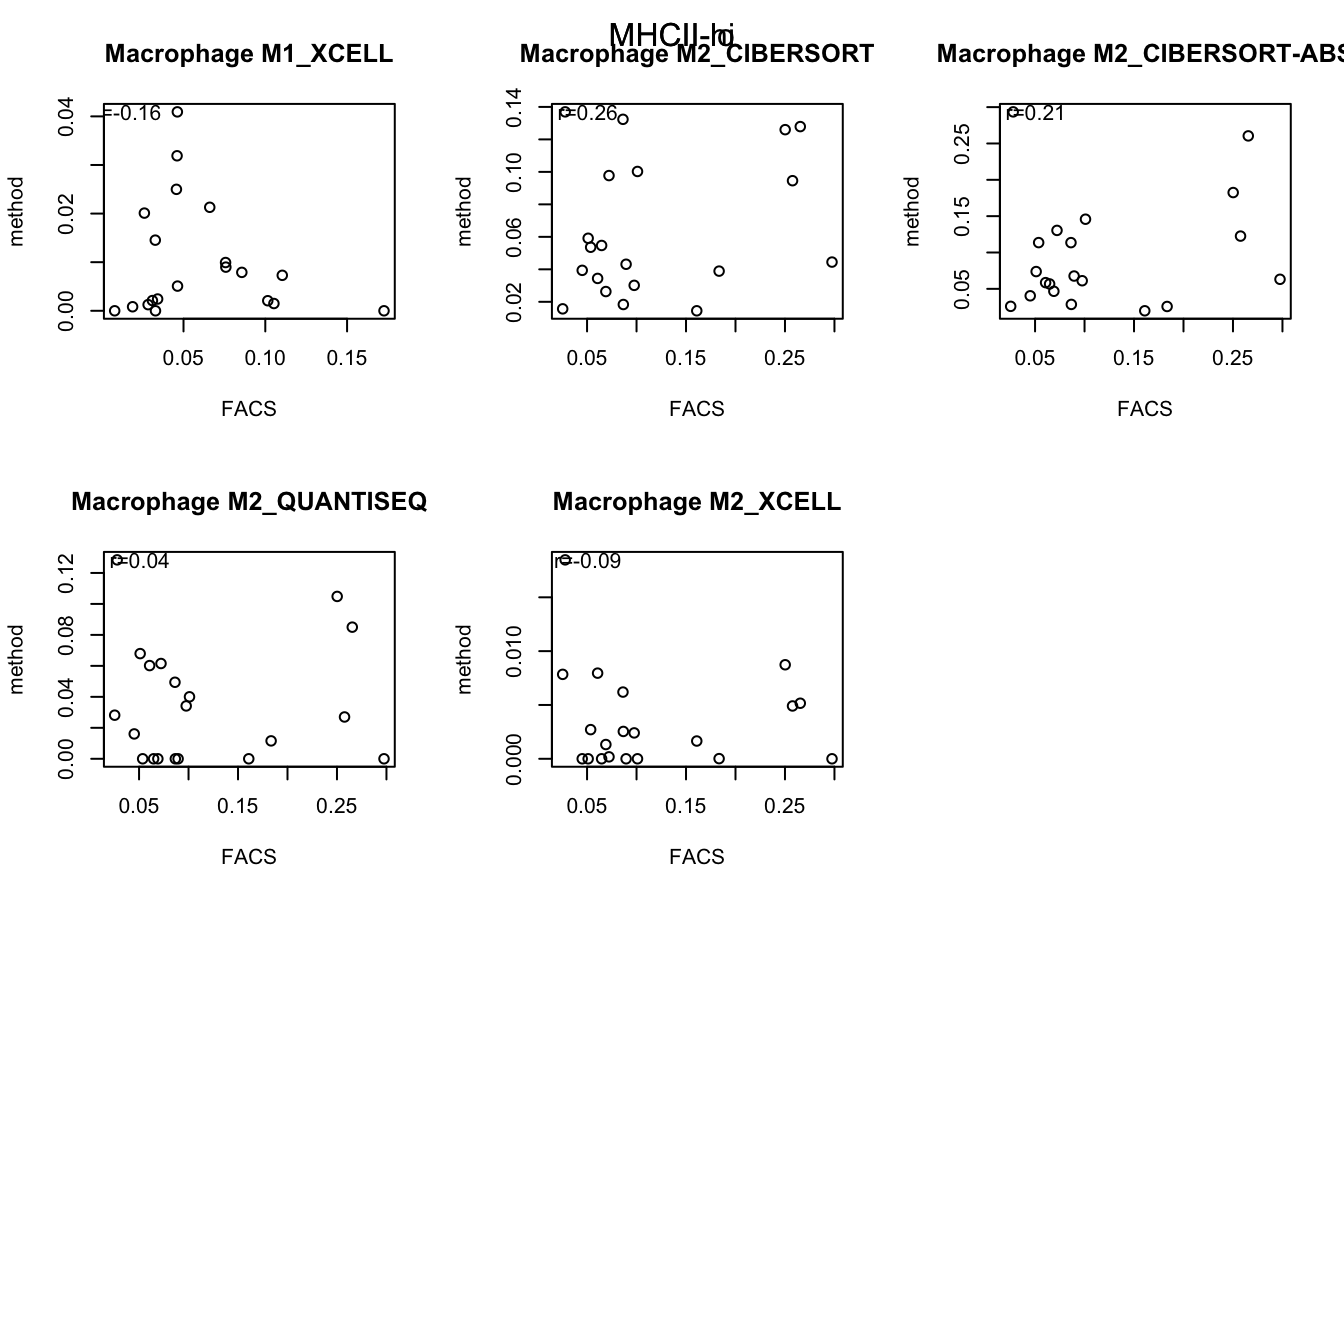 MHCII-hi
Macrophage M1_XCELL
=-0.16
method
0.00
0.02
0.04
0.05
0.10
0.15
FACS
Macrophage M2_CIBERSORT
r=0.26
method
0.02
0.06
0.10
0.14
0.05
0.15
0.25
FACS
Macrophage M2_CIBERSORT-ABS
r=0.21
method
0.05
0.15
0.25
0.05
0.15
0.25
FACS
Macrophage M2_QUANTISEQ
r=0.04
method
0.00
0.04
0.08
0.12
0.05
0.15
0.25
FACS
Macrophage M2_XCELL
r=-0.09
method
0.000
0.010
0.05
0.15
0.25
FACS